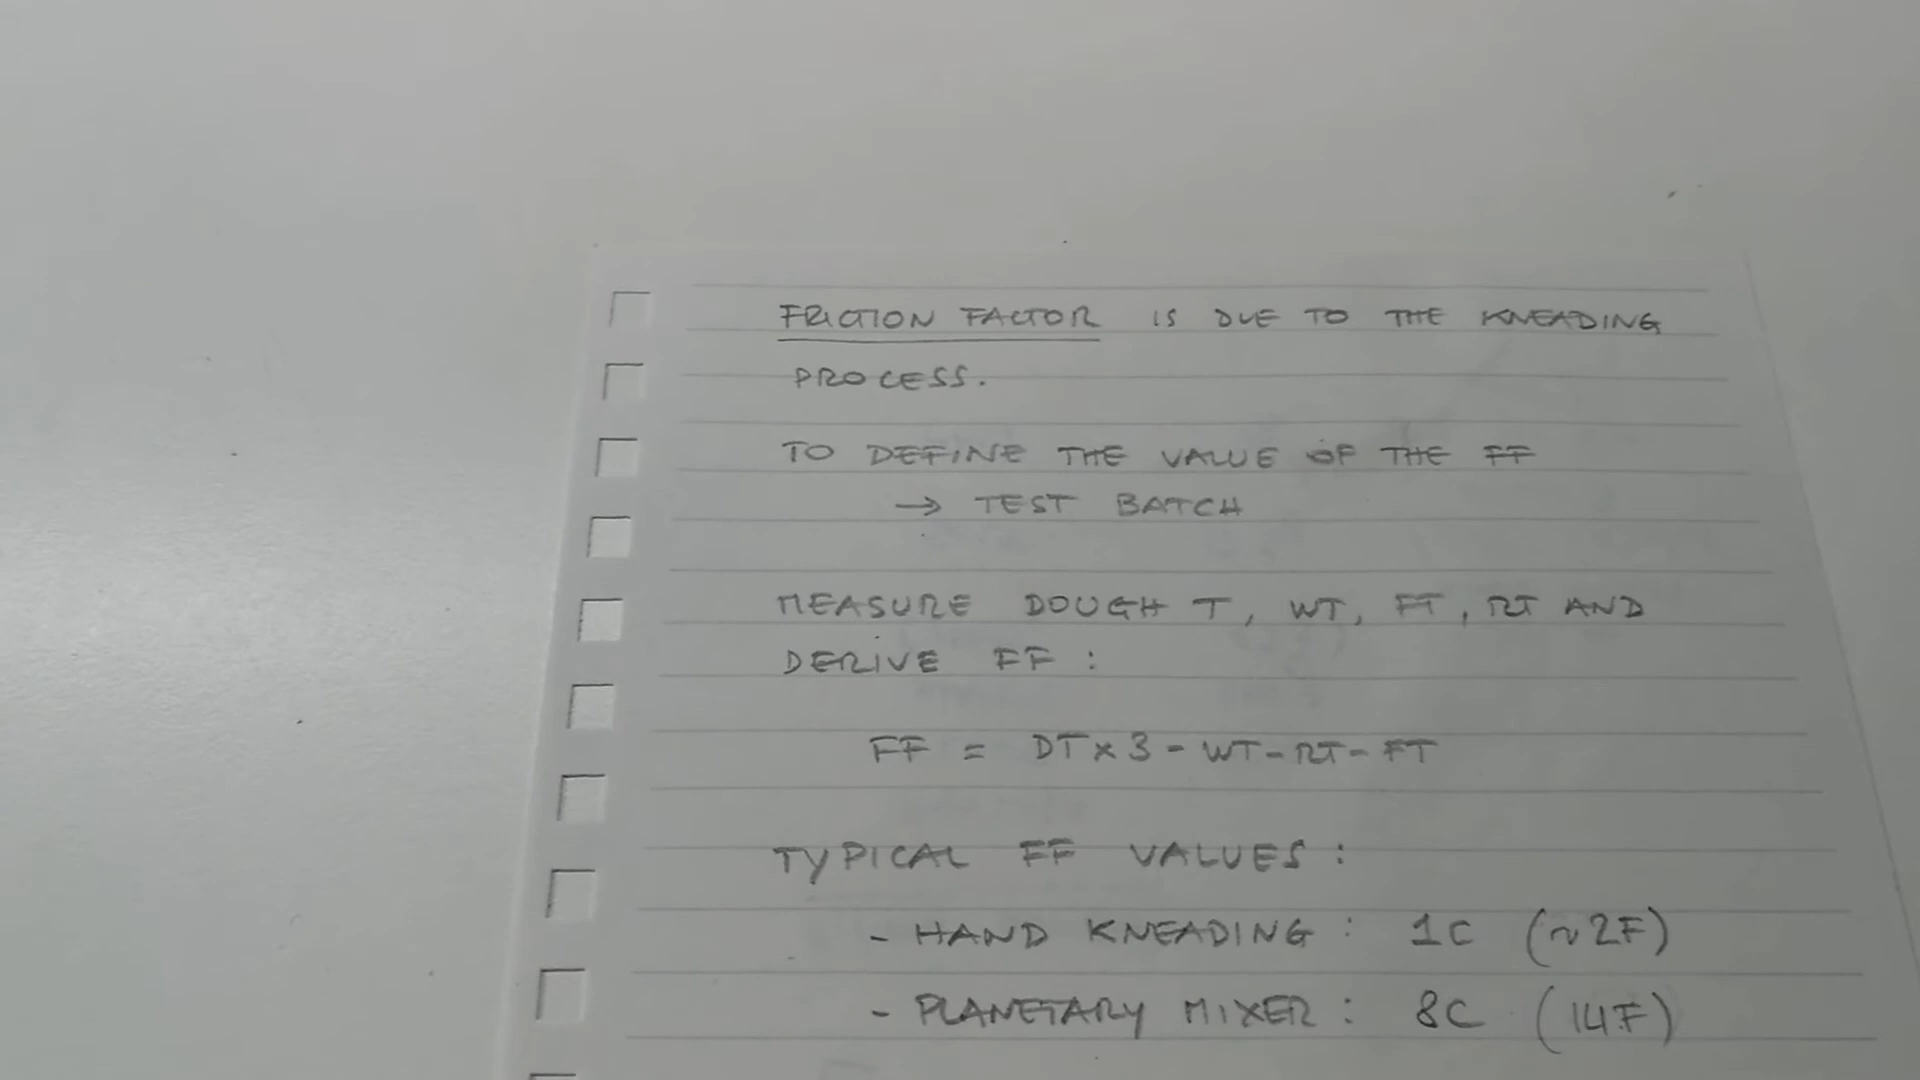 FRICTION FACTOR IS DUE TO THE KNEADING
PROCESS.
TO DEFINE THE VALUE OF THE FF
→ TEST BATCH
MEASURE DOUGH T, WT, FT, RT AND
DERIVE FF :
FF = DT x 3 - WT - RT - FT
TYPICAL FF VALUES :
- HAND KNEADING : 1C (~2F)
- PLANETARY MIXER : 8C (14F)